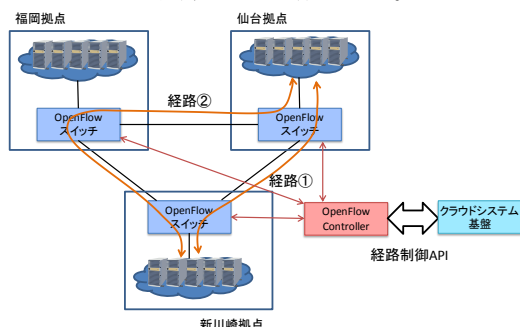 福岡拠点
仙台拠点
経路②
OpenFlow
スイッチ
OpenFlow
スイッチ
経路①
OpenFlow
スイッチ
OpenFlow
Controller
クラウドシステム
基盤
経路制御API
新川崎拠点